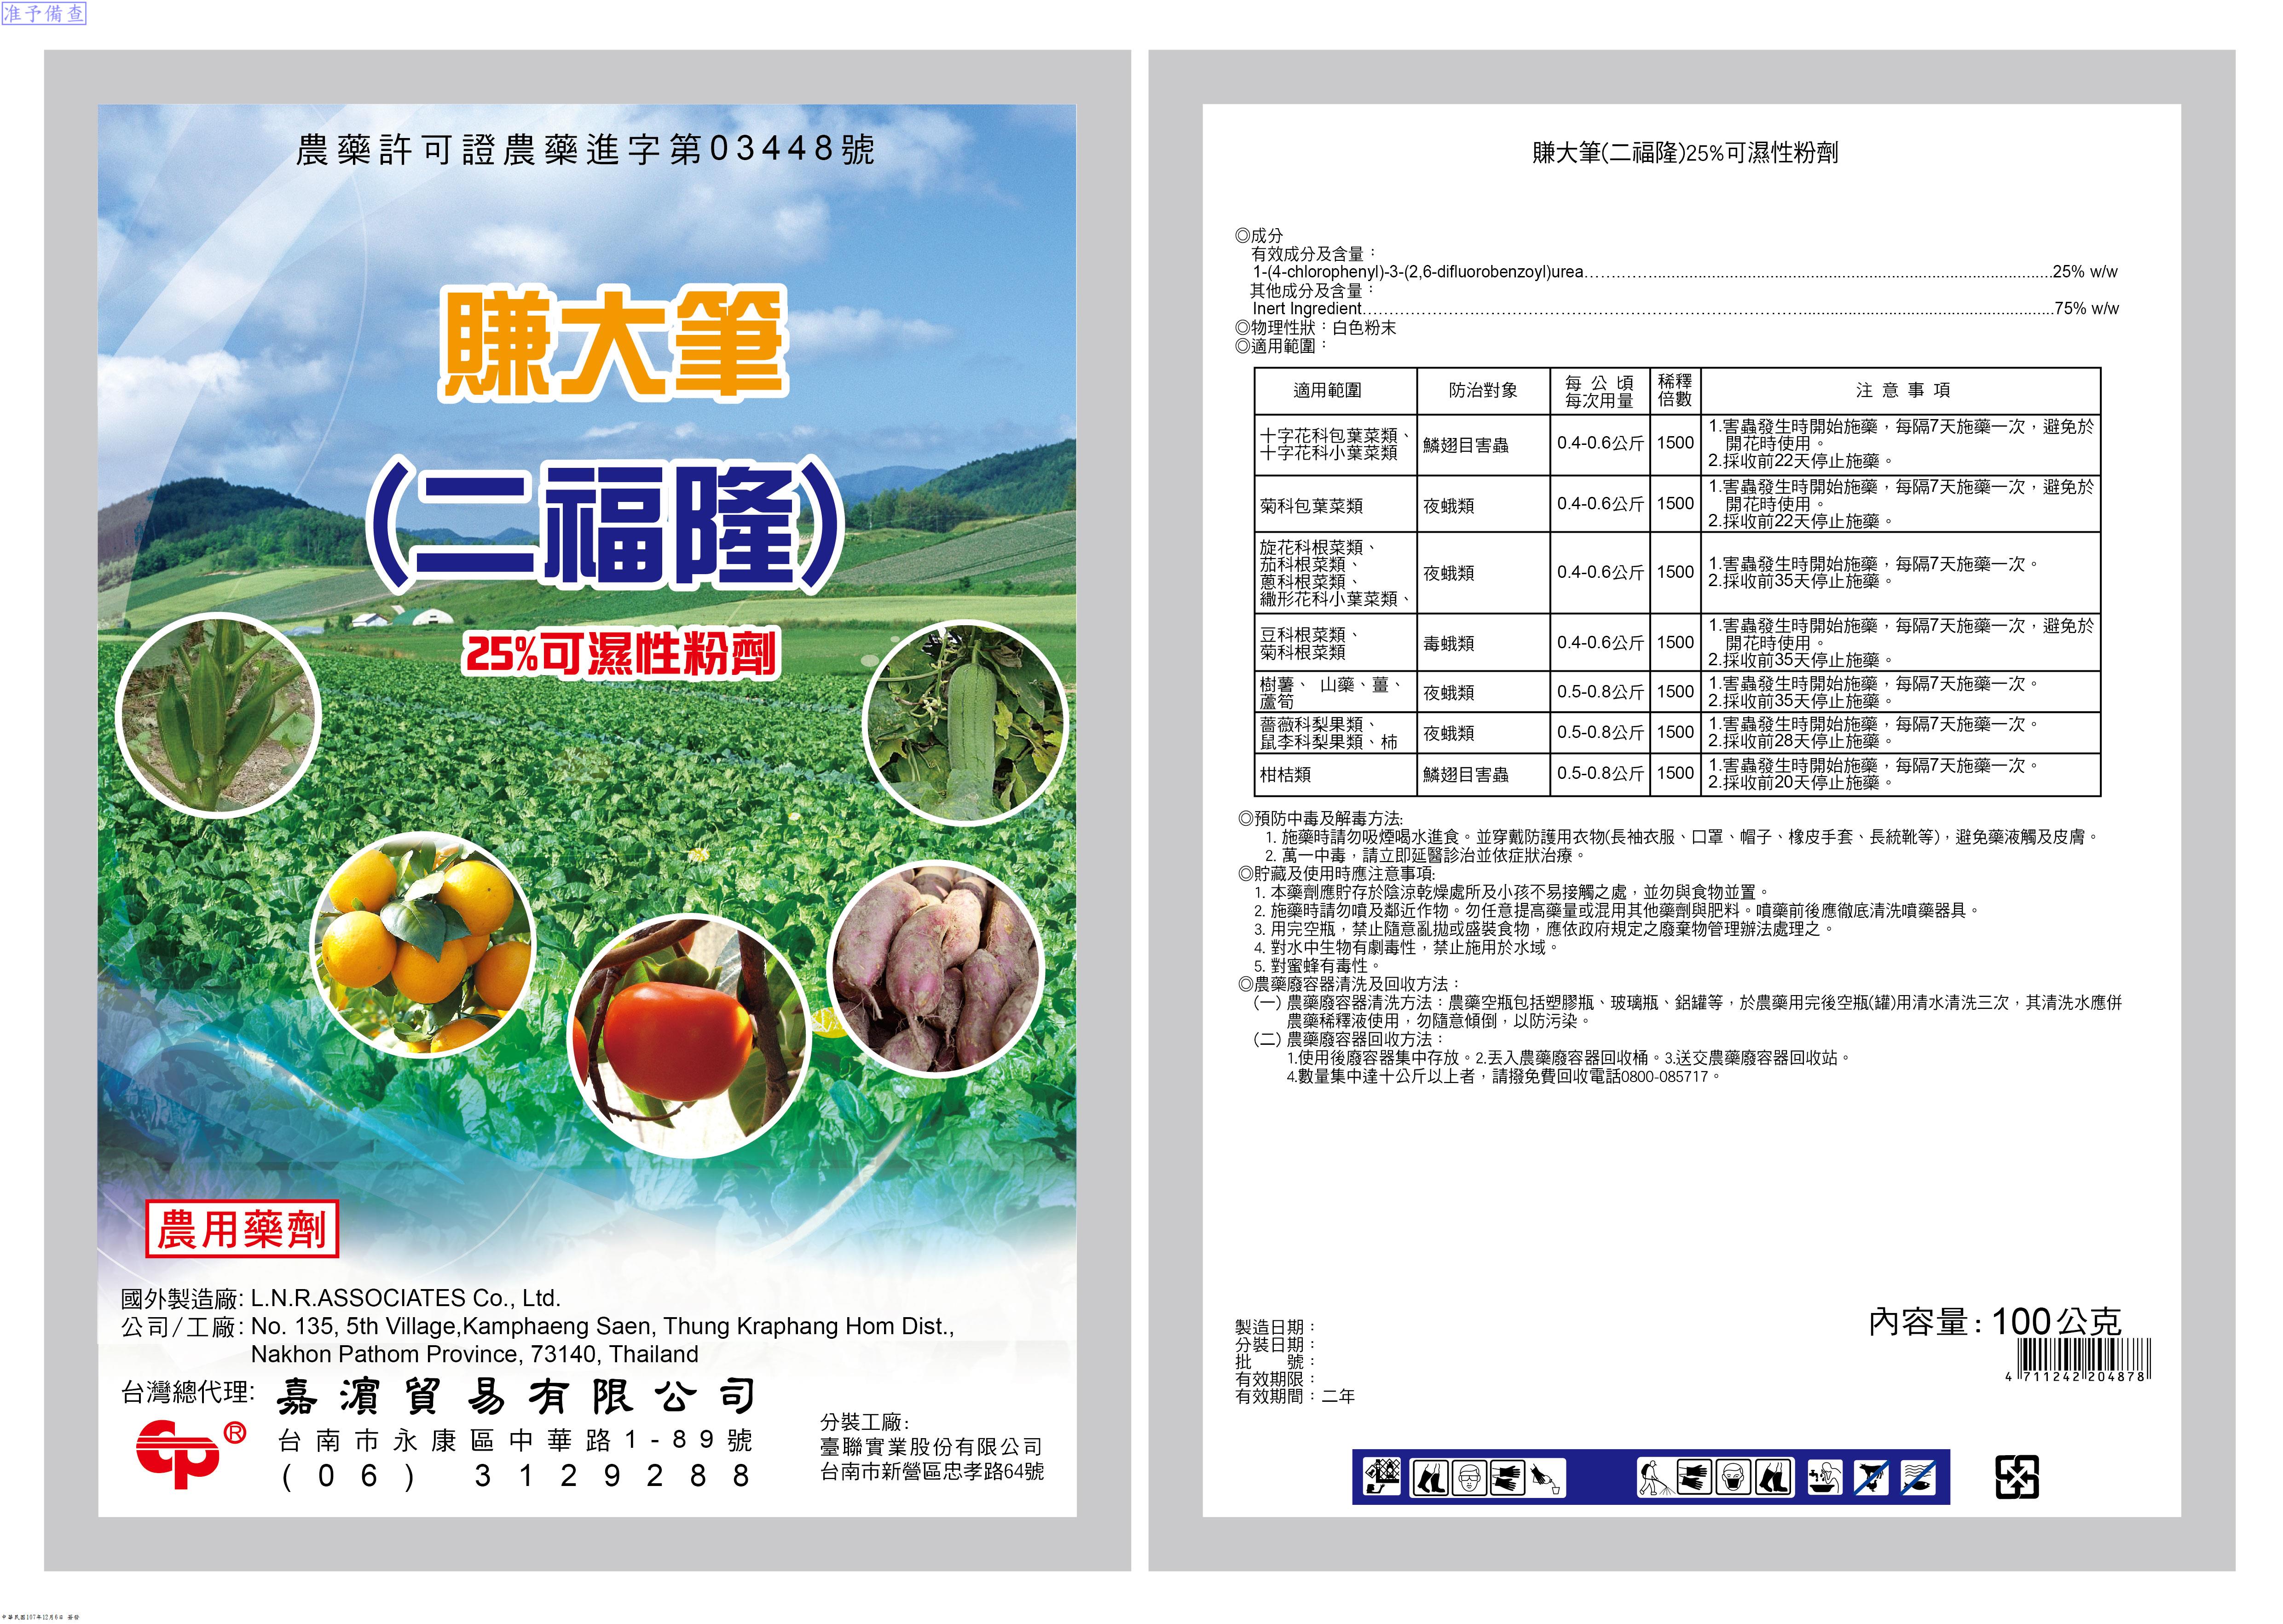 准予備查
農藥許可證農藥進字第03448號
賺大筆
(二福隆)
25%可濕性粉劑
農用藥劑
國外製造廠: L.N.R.ASSOCIATES Co., Ltd.
公司/工廠: No. 135, 5th Village,Kamphaeng Saen, Thung Kraphang Hom Dist.,
Nakhon Pathom Province, 73140, Thailand
台灣總代理: 嘉濱貿易有限公司
CP®
台南市永康區中華路1-89號
(06) 3129288
分裝工廠:
臺聯實業股份有限公司
台南市新營區忠孝路64號
賺大筆(二福隆)25%可濕性粉劑
◎成分
有效成分及含量：
1-(4-chlorophenyl)-3-(2,6-difluorobenzoyl)urea................25% w/w
其他成分及含量：
Inert Ingredient................75% w/w
◎物理性狀：白色粉末
◎適用範圍：
適用範圍 防治對象 每公頃每次用量 稀釋倍數 注意事項
十字花科包葉菜類、
十字花科小葉菜類
鱗翅目害蟲 0.4-0.6公斤 1500
1.害蟲發生時開始施藥，每隔7天施藥一次，避免於
開花時使用。
2.採收前22天停止施藥。
菊科包葉菜類 夜蛾類 0.4-0.6公斤 1500
1.害蟲發生時開始施藥，每隔7天施藥一次，避免於
開花時使用。
2.採收前22天停止施藥。
旋花科根菜類、
茄科根菜類、
蔥科根菜類、
繖形花科小葉菜類、
夜蛾類 0.4-0.6公斤 1500
1.害蟲發生時開始施藥，每隔7天施藥一次。
2.採收前35天停止施藥。
豆科根菜類、
菊科根菜類
毒蛾類 0.4-0.6公斤 1500
1.害蟲發生時開始施藥，每隔7天施藥一次，避免於
開花時使用。
2.採收前35天停止施藥。
樹薯、 山藥、薑、
蘆筍
夜蛾類 0.5-0.8公斤 1500
1.害蟲發生時開始施藥，每隔7天施藥一次。
2.採收前35天停止施藥。
薔薇科梨果類、
鼠李科梨果類、柿
夜蛾類 0.5-0.8公斤 1500
1.害蟲發生時開始施藥，每隔7天施藥一次。
2.採收前28天停止施藥。
柑桔類 鱗翅目害蟲 0.5-0.8公斤 1500
1.害蟲發生時開始施藥，每隔7天施藥一次。
2.採收前20天停止施藥。
◎預防中毒及解毒方法:
1. 施藥時請勿吸煙喝水進食。並穿戴防護用衣物(長袖衣服、口罩、帽子、橡皮手套、長統靴等)，避免藥液觸及皮膚。
2. 萬一中毒，請立即延醫診治並依症狀治療。
◎貯藏及使用時應注意事項:
1. 本藥劑應貯存於陰涼乾燥處所及小孩不易接觸之處，並勿與食物並置。
2. 施藥時請勿噴及鄰近作物。勿任意提高藥量或混用其他藥劑與肥料。噴藥前後應徹底清洗噴藥器具。
3. 用完空瓶，禁止隨意亂拋或盛裝食物，應依政府規定之廢棄物管理辦法處理之。
4. 對水中生物有劇毒性，禁止施用於水域。
5. 對蜜蜂有毒性。
◎農藥廢容器清洗及回收方法：
(一) 農藥廢容器清洗方法：農藥空瓶包括塑膠瓶、玻璃瓶、鋁罐等，於農藥用完後空瓶(罐)用清水清洗三次，其清洗水應併
農藥稀釋液使用，勿隨意傾倒，以防污染。
(二) 農藥廢容器回收方法：
1.使用後廢容器集中存放。2.丟入農藥廢容器回收桶。3.送交農藥廢容器回收站。
4.數量集中達十公斤以上者，請撥免費回收電話0800-085717。
製造日期：
分裝日期：
批 號：
有效期限：
有效期間：二年
內容量: 100公克
4 711242 204878
中華民國107年12月6日 簽發